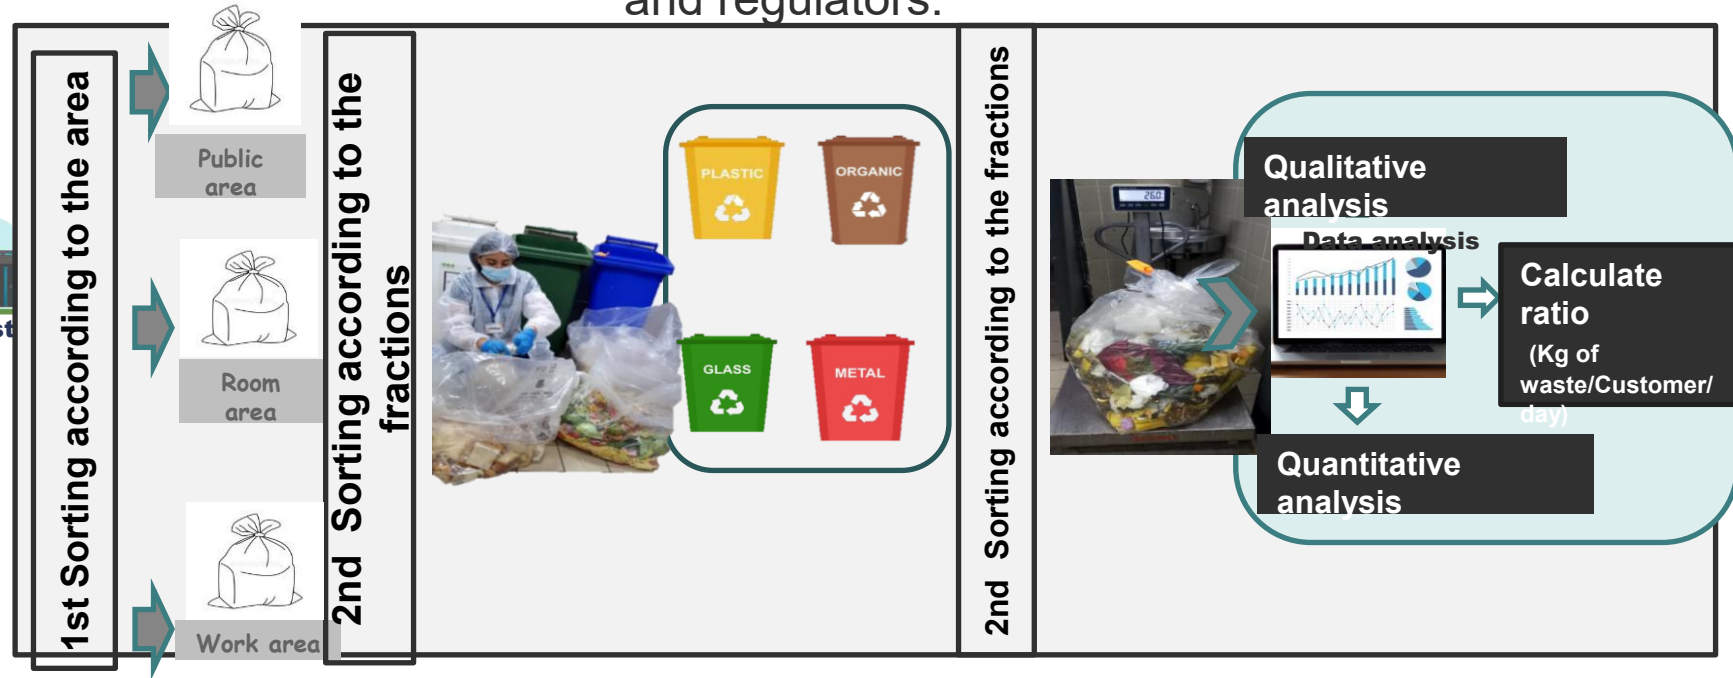 and regulators.
1st Sorting according to the area
Public
area
Room
area
Work area
2nd Sorting according to the
fractions
PLASTIC
ORGANIC
GLASS
METAL
2nd Sorting according to the fractions
260
Qualitative
analysis
Data analysis
Calculate
ratio
(Kg of
waste/Customer/
day)
Quantitative
analysis